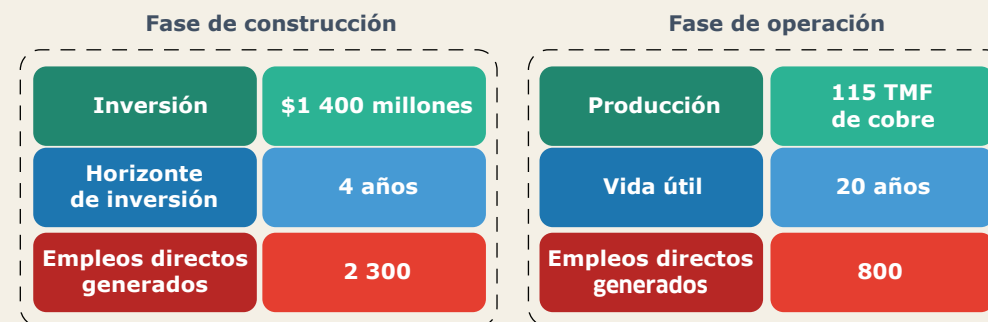 Fase de construcción
Inversión
$1 400 millones
Horizonte
de inversión
4 años
Empleos directos
generados
2 300
Fase de operación
Producción
115 TMF
de cobre
Vida útil
20 años
Empleos directos
generados
800